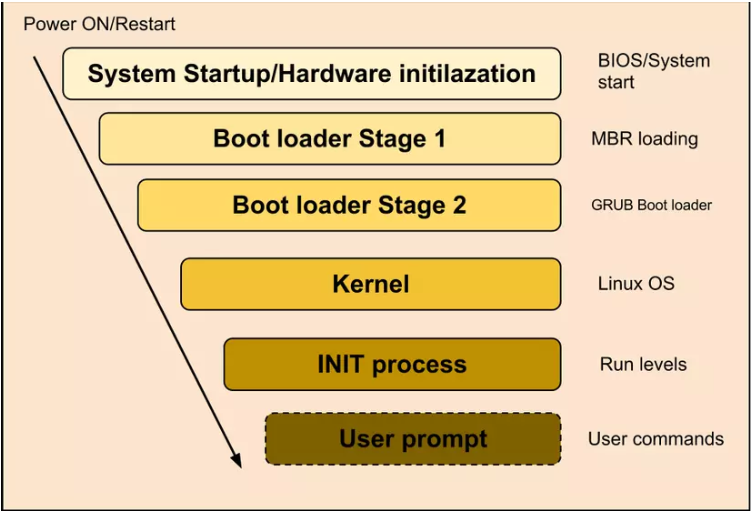 Power ON/Restart
System Startup/Hardware initilazation
BIOS/System
start
Boot loader Stage 1
MBR loading
Boot loader Stage 2
GRUB Boot loader
Kernel
Linux OS
INIT process
Run levels
User prompt
User commands